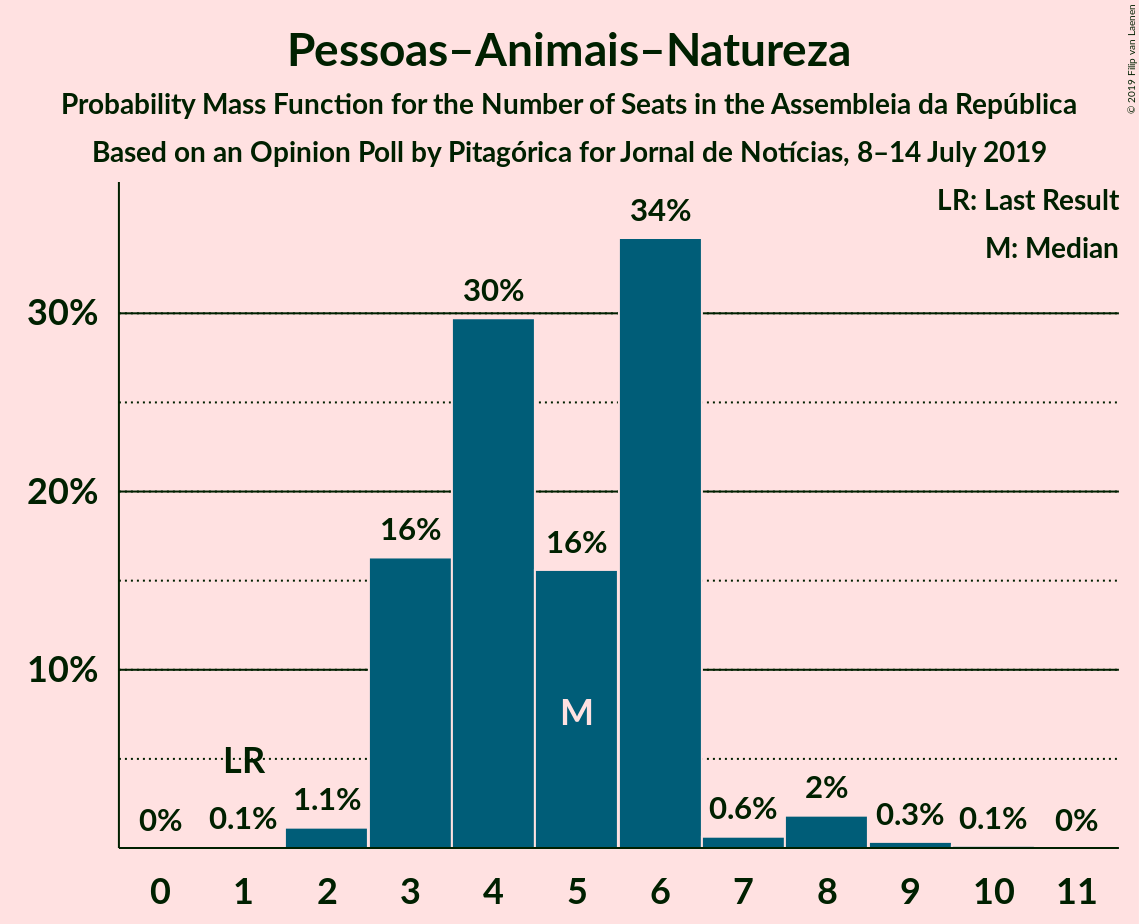 Pessoas–Animais–Natureza
Probability Mass Function for the Number of Seats in the Assembleia da República
Based on an Opinion Poll by Pitagórica for Jornal de Notícias, 8–14 July 2019
© 2019 Filip van Laenen
LR: Last Result
M: Median
30%
20%
10%
0%
0.1%
1.1%
16%
30%
16%
34%
0.6%
2%
0.3%
0.1%
0%
LR
M
0 1 2 3 4 5 6 7 8 9 10 11